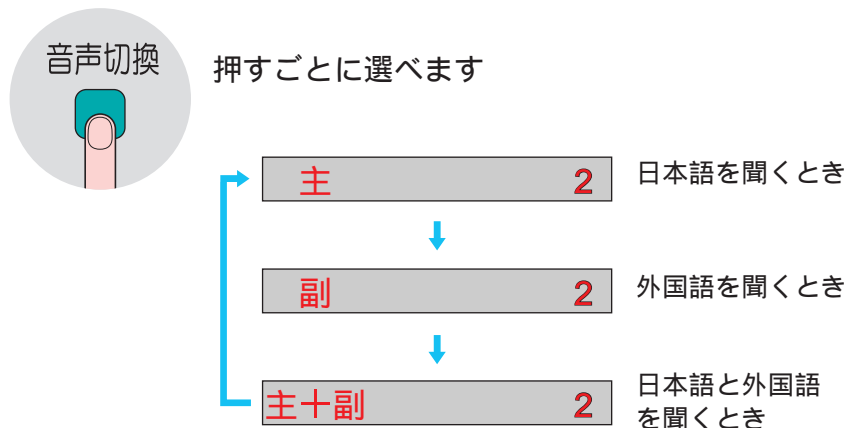 音声切換
押すごとに選べます
主 2
日本語を聞くとき
副 2
外国語を聞くとき
主+副 2
日本語と外国語
を聞くとき